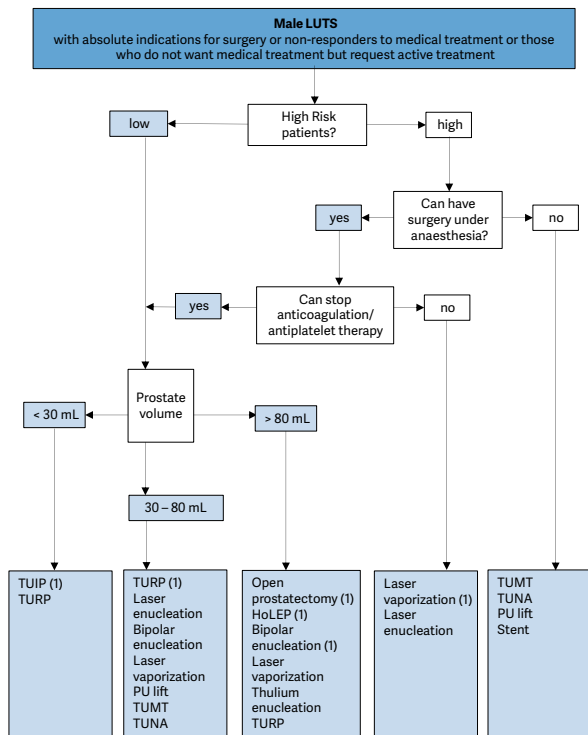 Male LUTS
with absolute indications for surgery or non-responders to medical treatment or those
who do not want medical treatment but request active treatment
low
High Risk
patients?
high
yes
Can have
surgery under
anaesthesia?
no
yes
Can stop
anticoagulation/
antiplatelet therapy
no
Prostate
volume
< 30 mL
> 80 mL
30 – 80 mL
TUIP (1)
TURP
TURP (1)
Laser
enucleation
Bipolar
enucleation
Laser
vaporization
PU lift
TUMT
TUNA
Open
prostatectomy (1)
HoLEP (1)
Bipolar
enucleation (1)
Laser
vaporization
Thulium
enucleation
TURP
Laser
vaporization (1)
Laser
enucleation
TUMT
TUNA
PU lift
Stent